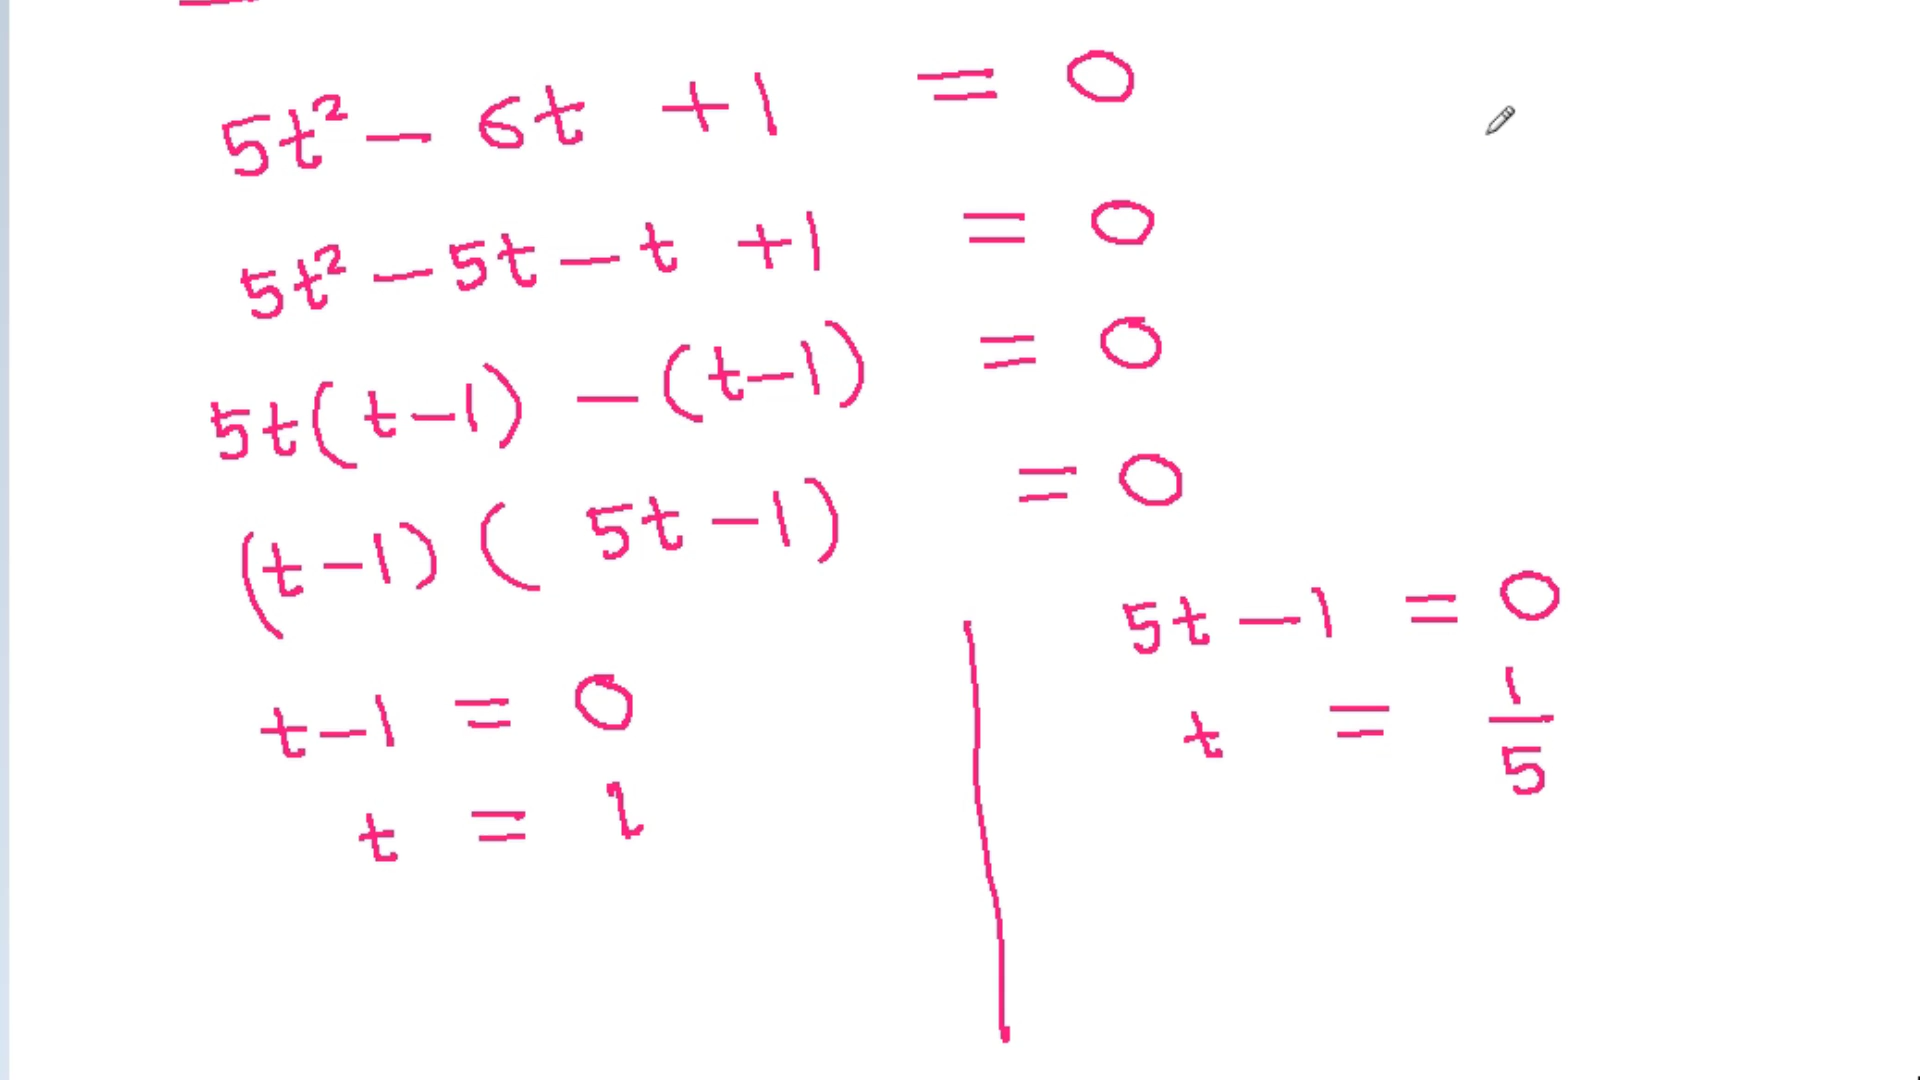 5t² - 6t + 1 = 0
5t² - 5t - t + 1 = 0
5t(t-1) - (t-1) = 0
(t-1)(5t-1) = 0
t-1 = 0
t = 1
5t-1 = 0
t = 1/5